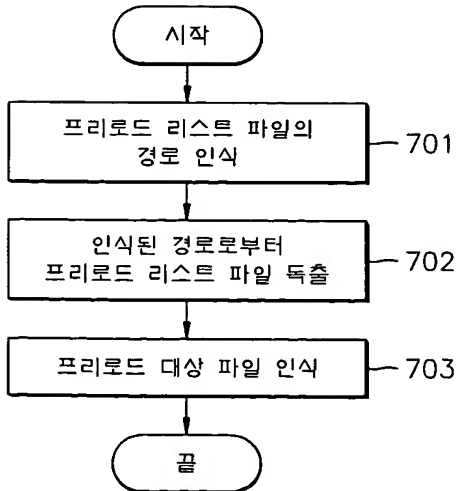 시작
프리로드 리스트 파일의
경로 인식
701
인식된 경로로부터
프리로드 리스트 파일 독출
702
프리로드 대상 파일 인식
703
끝